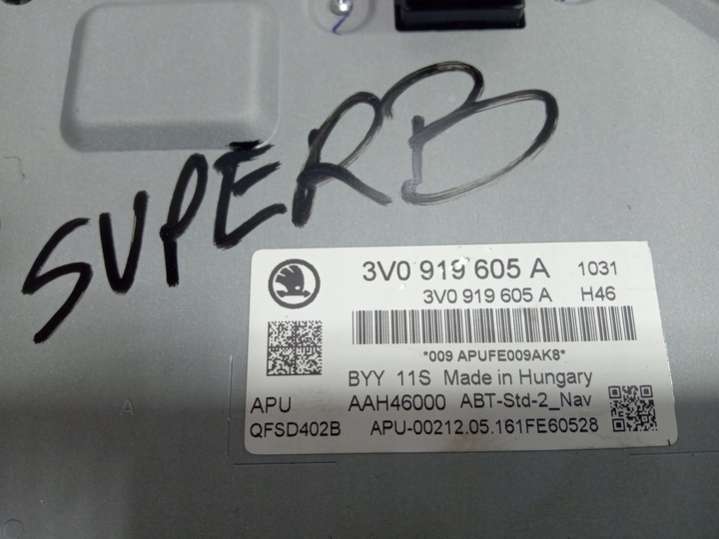 SUPERB
3V0 919 605 A 1031
3V0 919 605 A H46
*009 APUFE009AK8*
BYY 11S Made in Hungary
APU AAH46000 ABT-Std-2_Nav
QFSD402B APU-00212.05.161FE60528
A